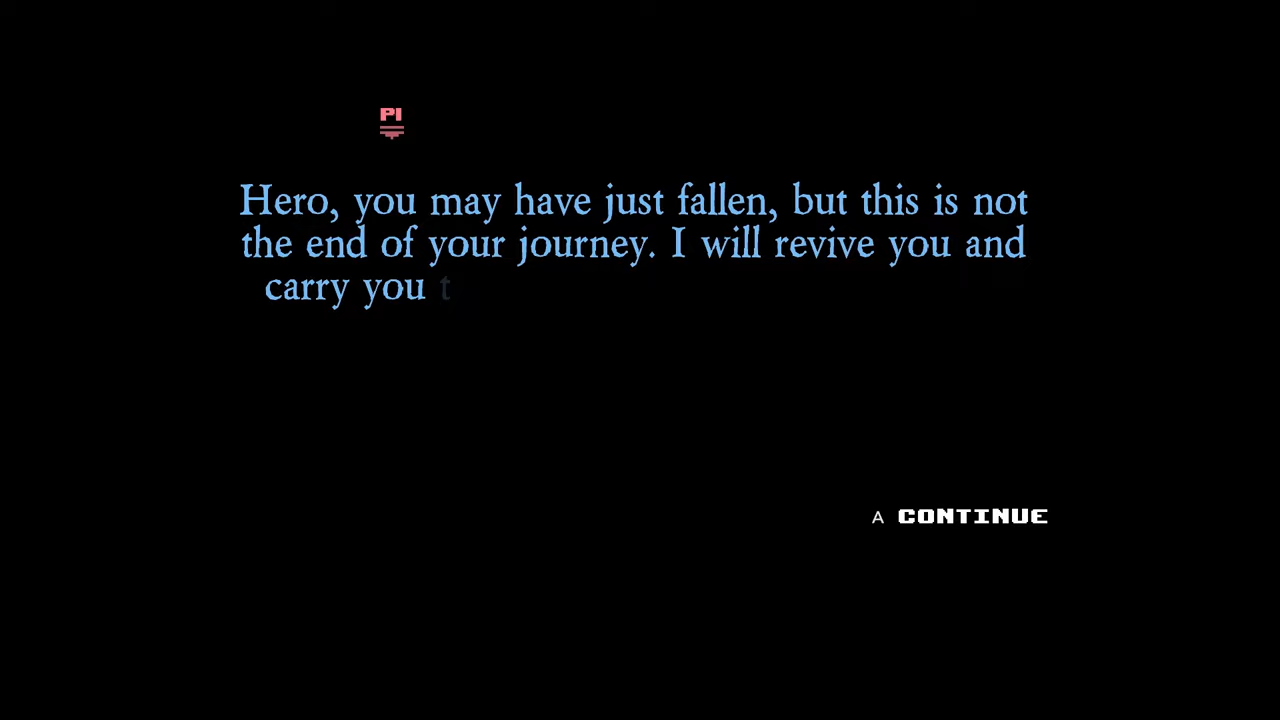 PI
Hero, you may have just fallen, but this is not
the end of your journey. I will revive you and
carry you t
A CONTINUE